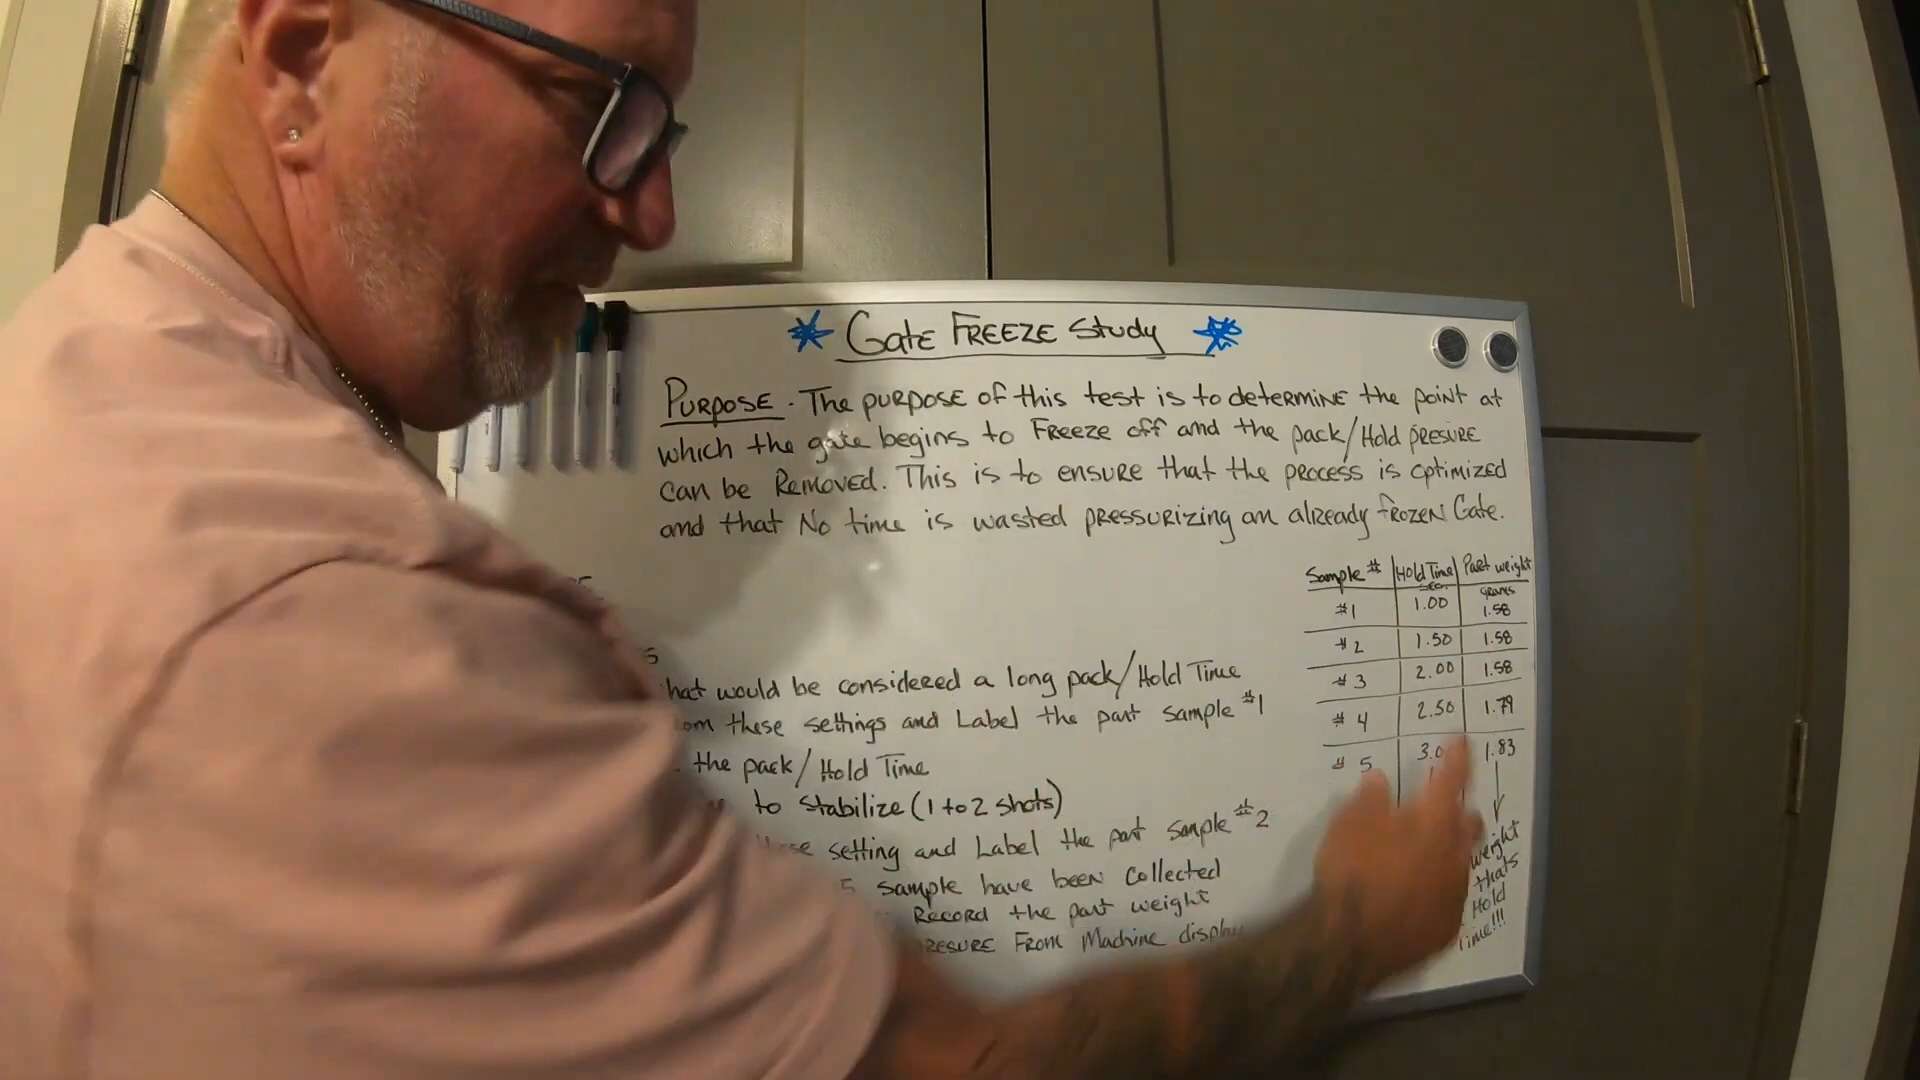 Gate FREEZE Study
PURPOSE - The PURPOSE of this test is to determine the point at
which the gate begins to Freeze off and the pack/Hold PRESURE
can be Removed. This is to ensure that the process is optimized
and that No time is wasted pressurizing an already frozen Gate.
Sample # Hold Time Part weight
sec. grams
#1 1.00 1.58
#2 1.50 1.58
#3 2.00 1.58
#4 2.50 1.79
#5 3.0 1.83
hat would be considered a long pack/Hold Time
om these settings and Label the part sample #1
the pack/Hold Time
to stabilize (1 to 2 shots)
setting and Label the part sample #2
5 sample have been collected
Record the part weight
RESURE From Machine display
weight
thats
Hold
Time!!!